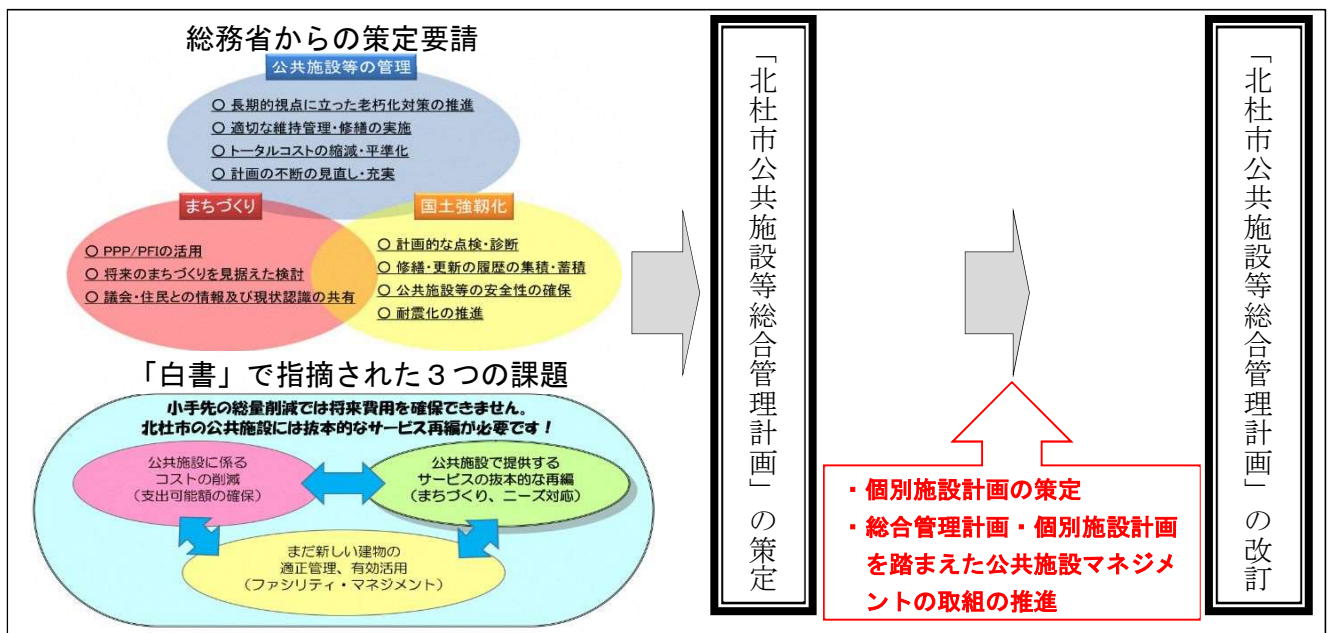 総務省からの策定要請
公共施設等の管理
○ 長期的視点に立った老朽化対策の推進
○ 適切な維持管理・修繕の実施
○ トータルコストの縮減・平準化
○ 計画の不断の見直し・充実
まちづくり
○ PPP/PFIの活用
○ 将来のまちづくりを見据えた検討
○ 議会・住民との情報及び現状認識の共有
国土強靱化
○ 計画的な点検・診断
○ 修繕・更新の履歴の集積・蓄積
○ 公共施設等の安全性の確保
○ 耐震化の推進
「白書」で指摘された３つの課題
小手先の総量削減では将来費用を確保できません。
北杜市の公共施設には抜本的なサービス再編が必要です！
公共施設に係る
コストの削減
（支出可能額の確保）
公共施設で提供する
サービスの抜本的な再編
（まちづくり、ニーズ対応）
まだ新しい建物の
適正管理、有効活用
（ファシリティ・マネジメント）
「北杜市公共施設等総合管理計画」の策定
・個別施設計画の策定
・総合管理計画・個別施設計画
を踏まえた公共施設マネジメ
ントの取組の推進
「北杜市公共施設等総合管理計画」の改訂